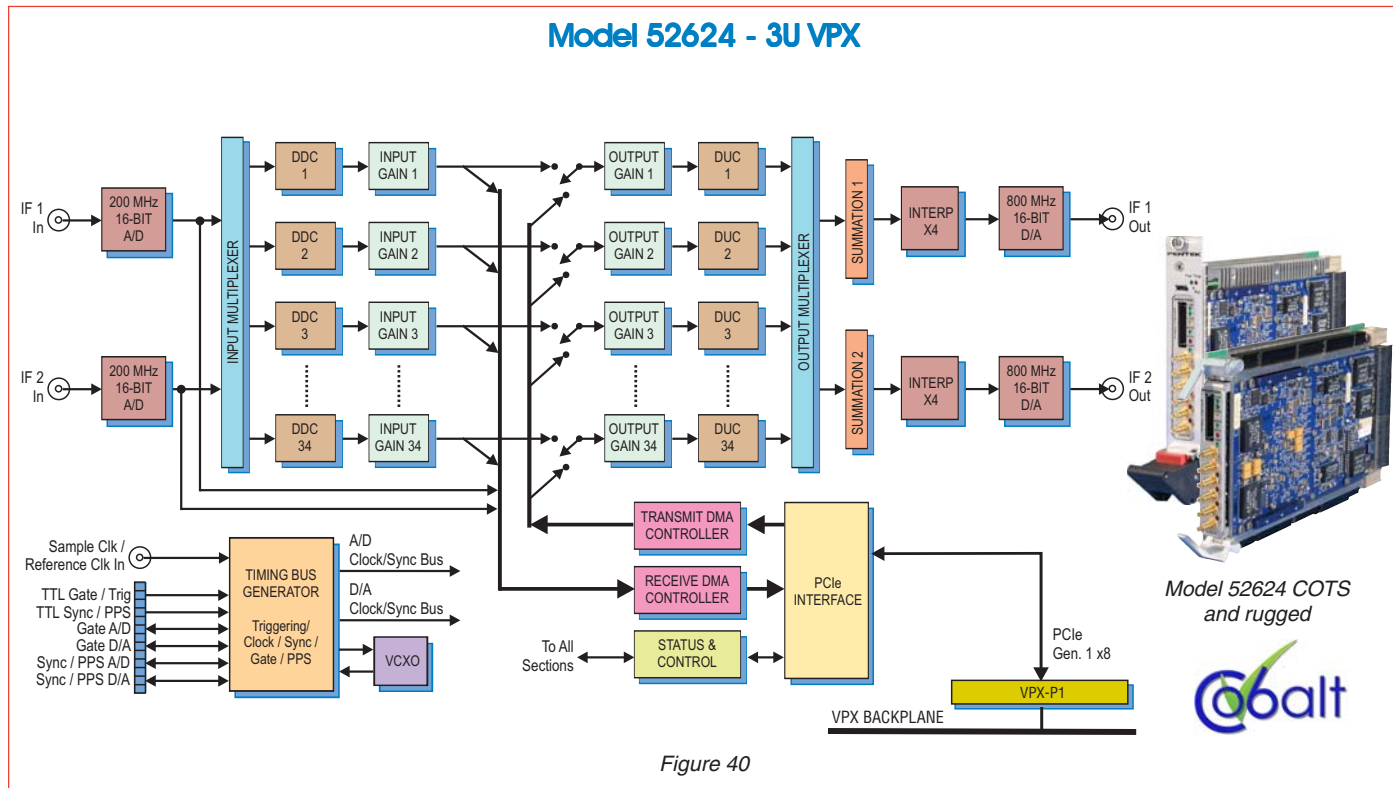 Model 52624 - 3U VPX
IF 1
In
200 MHz
16-BIT
A/D
IF 2
In
200 MHz
16-BIT
A/D
INPUT MULTIPLEXER
DDC
1
INPUT
GAIN 1
DDC
2
INPUT
GAIN 2
DDC
3
INPUT
GAIN 3
DDC
34
INPUT
GAIN 34
OUTPUT
GAIN 1
DUC
1
OUTPUT
GAIN 2
DUC
2
OUTPUT
GAIN 3
DUC
3
OUTPUT
GAIN 34
DUC
34
OUTPUT MULTIPLEXER
SUMMATION 1
INTERP
X4
800 MHz
16-BIT
D/A
IF 1
Out
SUMMATION 2
INTERP
X4
800 MHz
16-BIT
D/A
IF 2
Out
PENTEK
Sample Clk /
Reference Clk In
TTL Gate / Trig
TTL Sync / PPS
Gate A/D
Gate D/A
Sync / PPS A/D
Sync / PPS D/A
TIMING BUS
GENERATOR
Triggering/
Clock / Sync /
Gate / PPS
A/D
Clock/Sync Bus
D/A
Clock/Sync Bus
VCXO
TRANSMIT DMA
CONTROLLER
RECEIVE DMA
CONTROLLER
To All
Sections
STATUS &
CONTROL
PCIe
INTERFACE
PCIe
Gen. 1 x8
VPX-P1
VPX BACKPLANE
Model 52624 COTS
and rugged
Cobalt
Figure 40